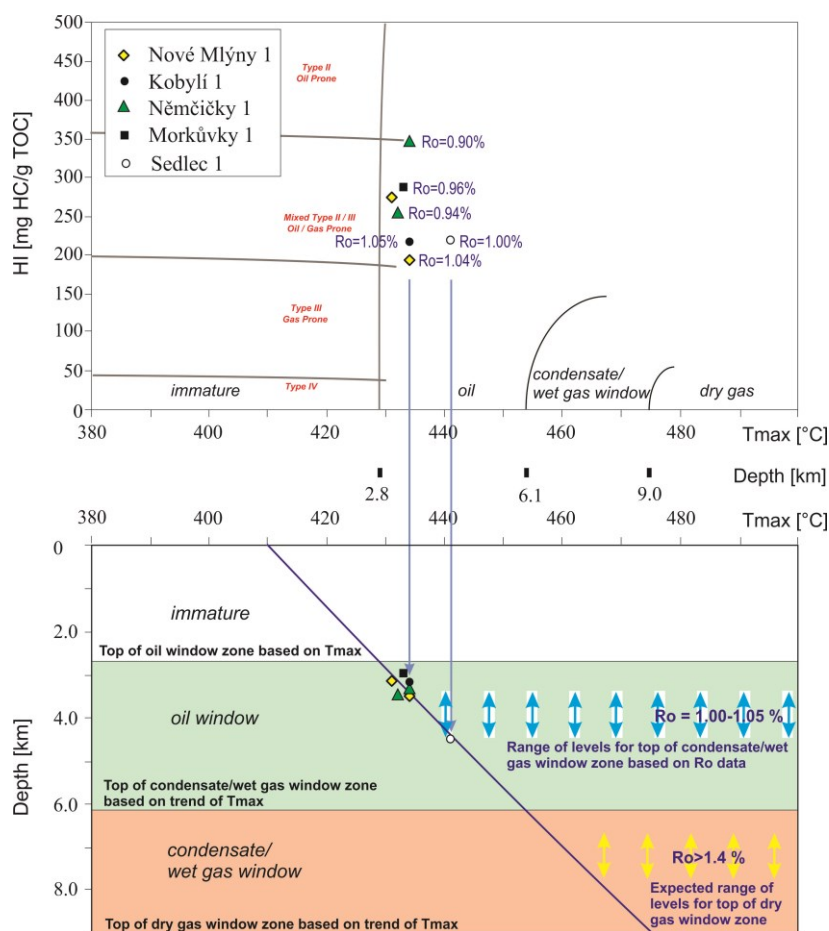 500
450
400
350
300
250
200
150
100
50
0
HI [mg HC/g TOC]
Nové Mlýny 1
Kobylí 1
Němčičky 1
Morkůvky 1
Sedlec 1
Type II
Oil Prone
Ro=0.90%
Ro=0.96%
Ro=0.94%
Mixed Type II / III
Oil / Gas Prone
Ro=1.05%
Ro=1.00%
Ro=1.04%
Type III
Gas Prone
Type IV
immature
oil
condensate/
wet gas window
dry gas
380 400 420 440 460 480
Tmax [°C]
2.8 6.1 9.0
Depth [km]
380 400 420 440 460 480
Tmax [°C]
0
2.0
4.0
6.0
8.0
Depth [km]
immature
Top of oil window zone based on Tmax
oil window
Ro = 1.00-1.05 %
Range of levels for top of condensate/wet
gas window zone based on Ro data
Top of condensate/wet gas window zone
based on trend of Tmax
condensate/
wet gas window
Ro>1.4 %
Expected range of
levels for top of dry
gas window zone
Top of dry gas window zone based on trend of Tmax